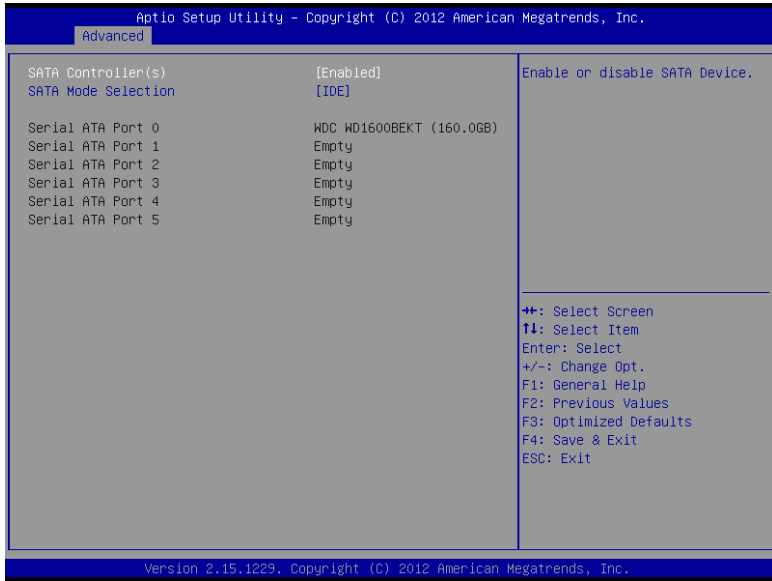 Aptio Setup Utility – Copyright (C) 2012 American Megatrends, Inc.
Advanced
SATA Controller(s) [Enabled]
SATA Mode Selection [IDE]
Serial ATA Port 0 WDC WD1600BEKT (160.0GB)
Serial ATA Port 1 Empty
Serial ATA Port 2 Empty
Serial ATA Port 3 Empty
Serial ATA Port 4 Empty
Serial ATA Port 5 Empty
Enable or disable SATA Device.
→←: Select Screen
↑↓: Select Item
Enter: Select
+/-: Change Opt.
F1: General Help
F2: Previous Values
F3: Optimized Defaults
F4: Save & Exit
ESC: Exit
Version 2.15.1229. Copyright (C) 2012 American Megatrends, Inc.